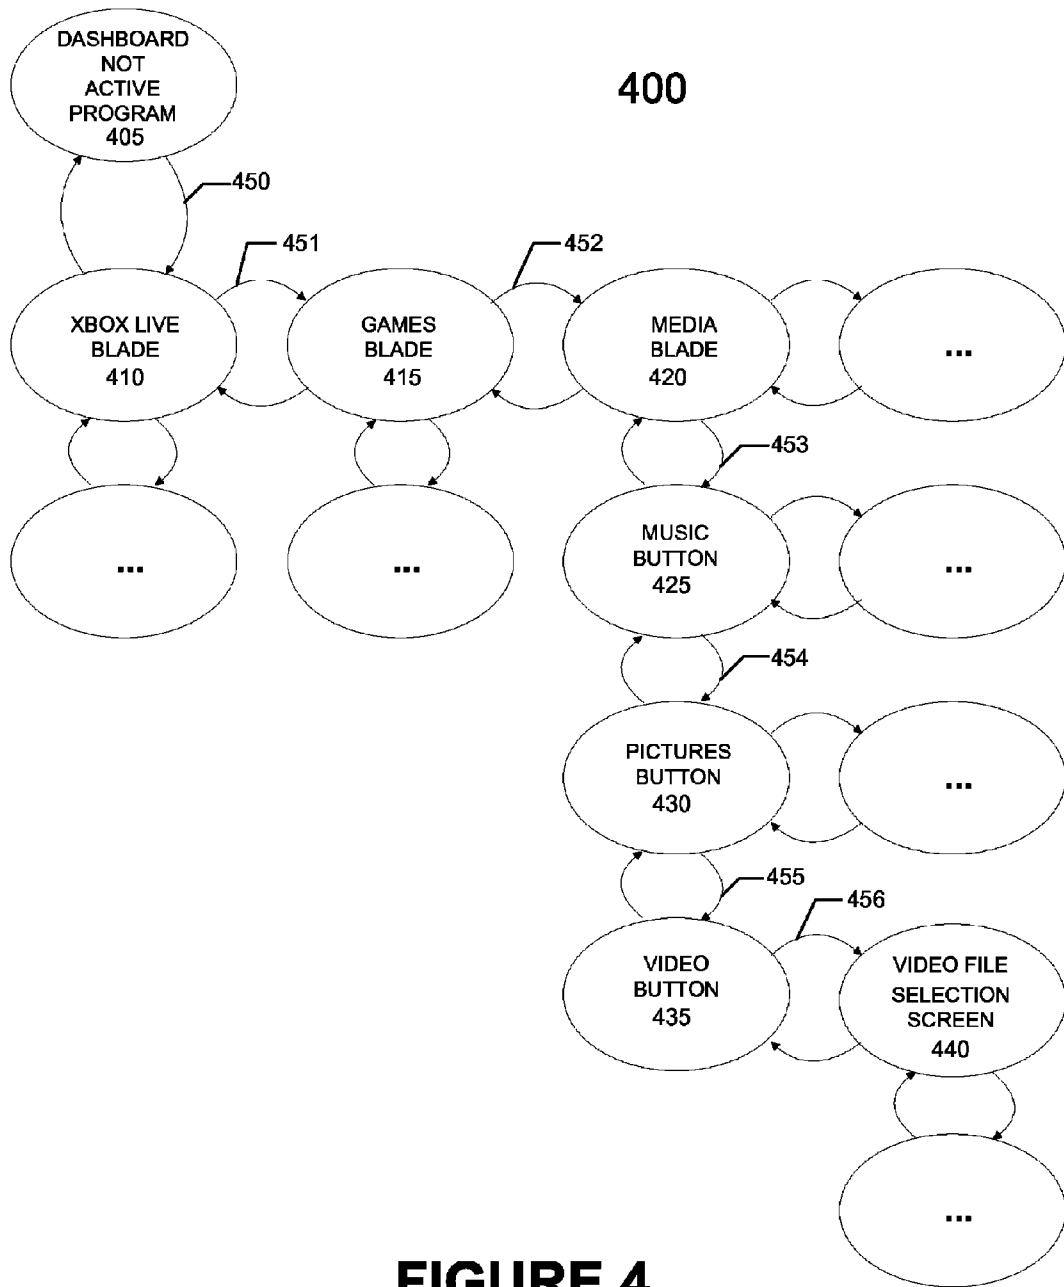 DASHBOARD
NOT
ACTIVE
PROGRAM
405
400
450
451
452
XBOX LIVE
BLADE
410
GAMES
BLADE
415
MEDIA
BLADE
420
...
453
...
...
MUSIC
BUTTON
425
...
454
PICTURES
BUTTON
430
...
455
456
VIDEO
BUTTON
435
VIDEO FILE
SELECTION
SCREEN
440
...
FIGURE 4